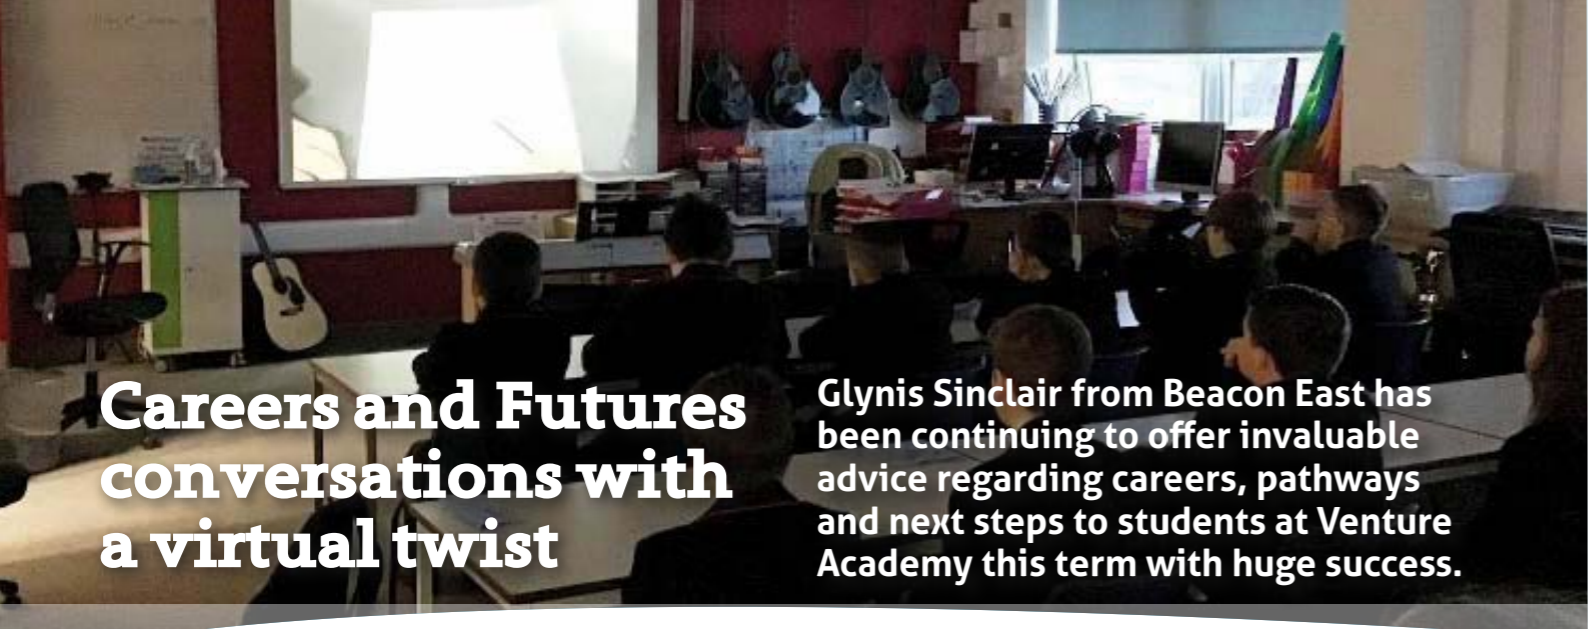 Careers and Futures
conversations with
a virtual twist
Glynis Sinclair from Beacon East has
been continuing to offer invaluable
advice regarding careers, pathways
and next steps to students at Venture
Academy this term with huge success.